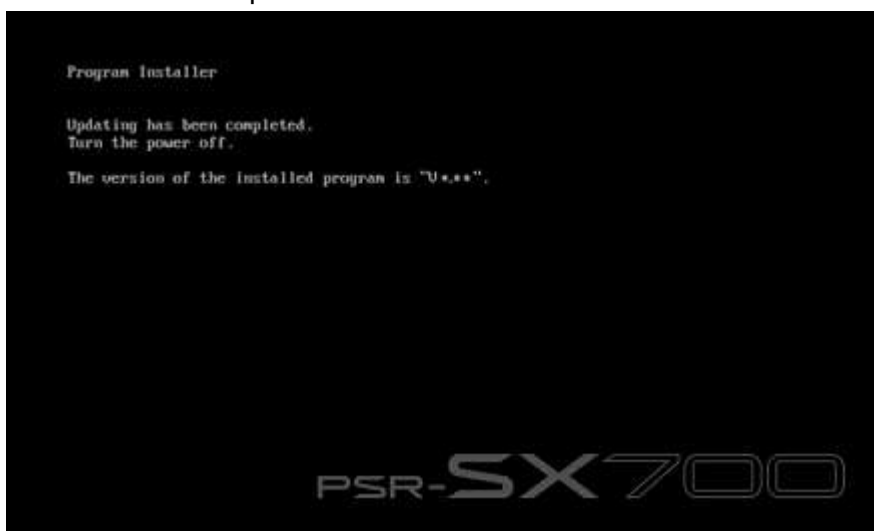 Program Installer
Updating has been completed.
Turn the power off.
The version of the installed program is "V*.**".
PSR-SX700